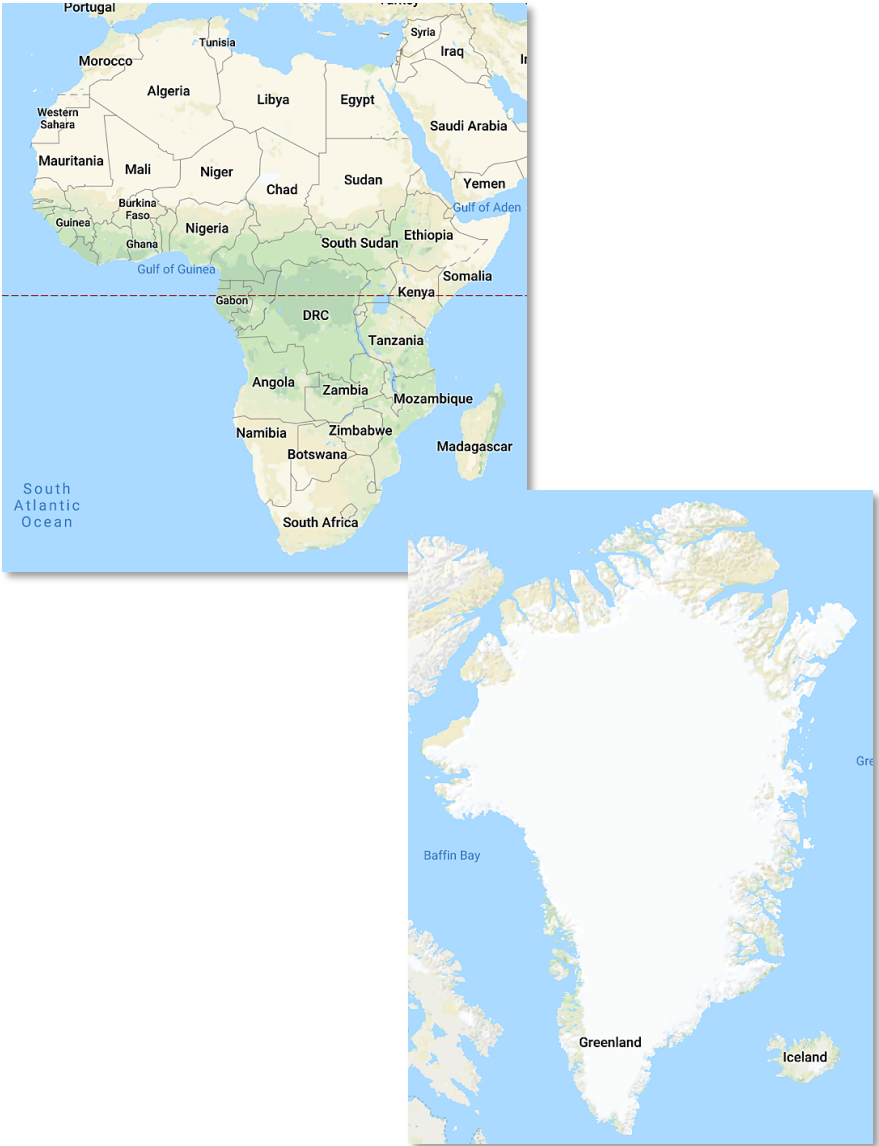 Portugal
Syria
Tunisia
Iraq
Morocco
Algeria
Libya
Egypt
Western
Sahara
Saudi Arabia
Mauritania
Mali
Niger
Chad
Sudan
Yemen
Burkina
Faso
Gulf of Aden
Guinea
Nigeria
Ethiopia
Ghana
South Sudan
Gulf of Guinea
Somalia
Kenya
Gabon
DRC
Tanzania
Angola
Zambia
Mozambique
Namibia
Zimbabwe
Madagascar
Botswana
South
Atlantic
Ocean
South Africa
Gre
Baffin Bay
Greenland
Iceland